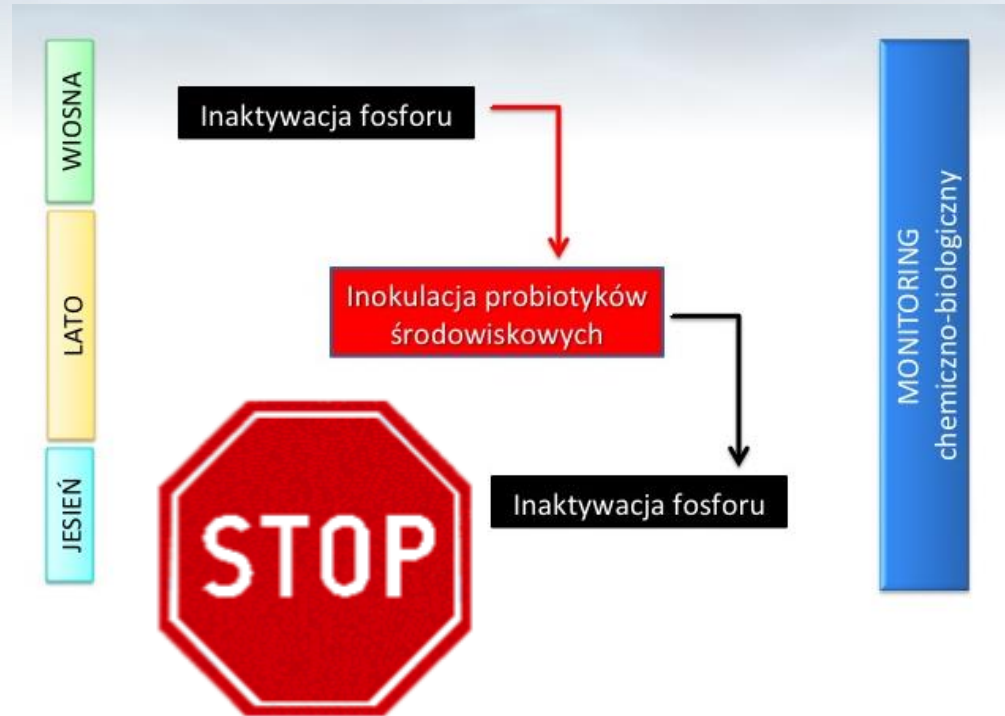 WIOSNA
Inaktywacja fosforu
LATO
Inokulacja probiotyków
środowiskowych
JESIEŃ
Inaktywacja fosforu
STOP
MONITORING
chemiczno-biologiczny